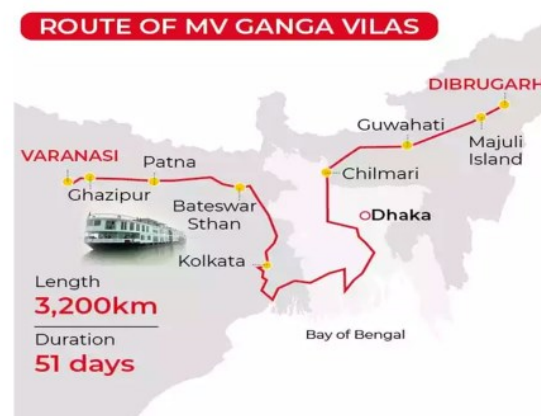 ROUTE OF MV GANGA VILAS
DIBRUGARH
Guwahati
Majuli
Island
VARANASI
Patna
Chilmari
Ghazipur
Bateswar
Sthan
Dhaka
Kolkata
Length
3,200km
Bay of Bengal
Duration
51 days